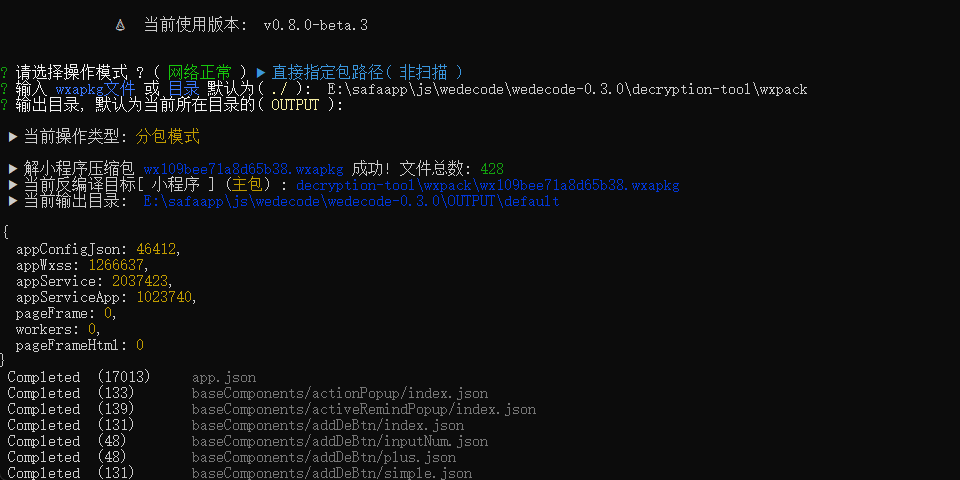 当前使用版本: v0.8.0-beta.3
? 请选择操作模式 ? ( 网络正常 ) ▶ 直接指定包路径( 非扫描 )
? 输入 wxapkg文件 或 目录 默认为( ./ ): E:\safaapp\js\wedecode\wedecode-0.3.0\decryption-tool\wxpack
? 输出目录, 默认为当前所在目录的( OUTPUT ):
▶ 当前操作类型: 分包模式
▶ 解小程序压缩包 wx109bee71a8d65b38.wxapkg 成功! 文件总数: 428
▶ 当前反编译目标[ 小程序 ] (主包) : decryption-tool\wxpack\wx109bee71a8d65b38.wxapkg
▶ 当前输出目录: E:\safaapp\js\wedecode\wedecode-0.3.0\OUTPUT\default
{
appConfigJson: 46412,
appWxss: 1266637,
appService: 2037423,
appServiceApp: 1023740,
pageFrame: 0,
workers: 0,
pageFrameHtml: 0
}
Completed (17013) app.json
Completed (133) baseComponents/actionPopup/index.json
Completed (139) baseComponents/activeRemindPopup/index.json
Completed (131) baseComponents/addDeBtn/index.json
Completed (48) baseComponents/addDeBtn/inputNum.json
Completed (48) baseComponents/addDeBtn/plus.json
Completed (131) baseComponents/addDeBtn/simple.json